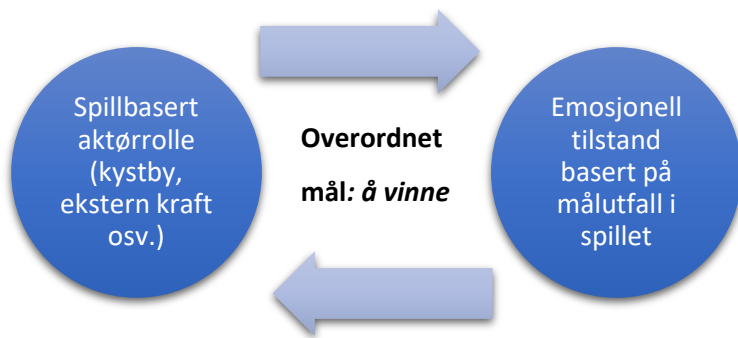 Spillbasert
aktørrolle
(kystby,
ekstern kraft
osv.)
Overordnet
mål: å vinne
Emosjonell
tilstand
basert på
målutfall i
spillet